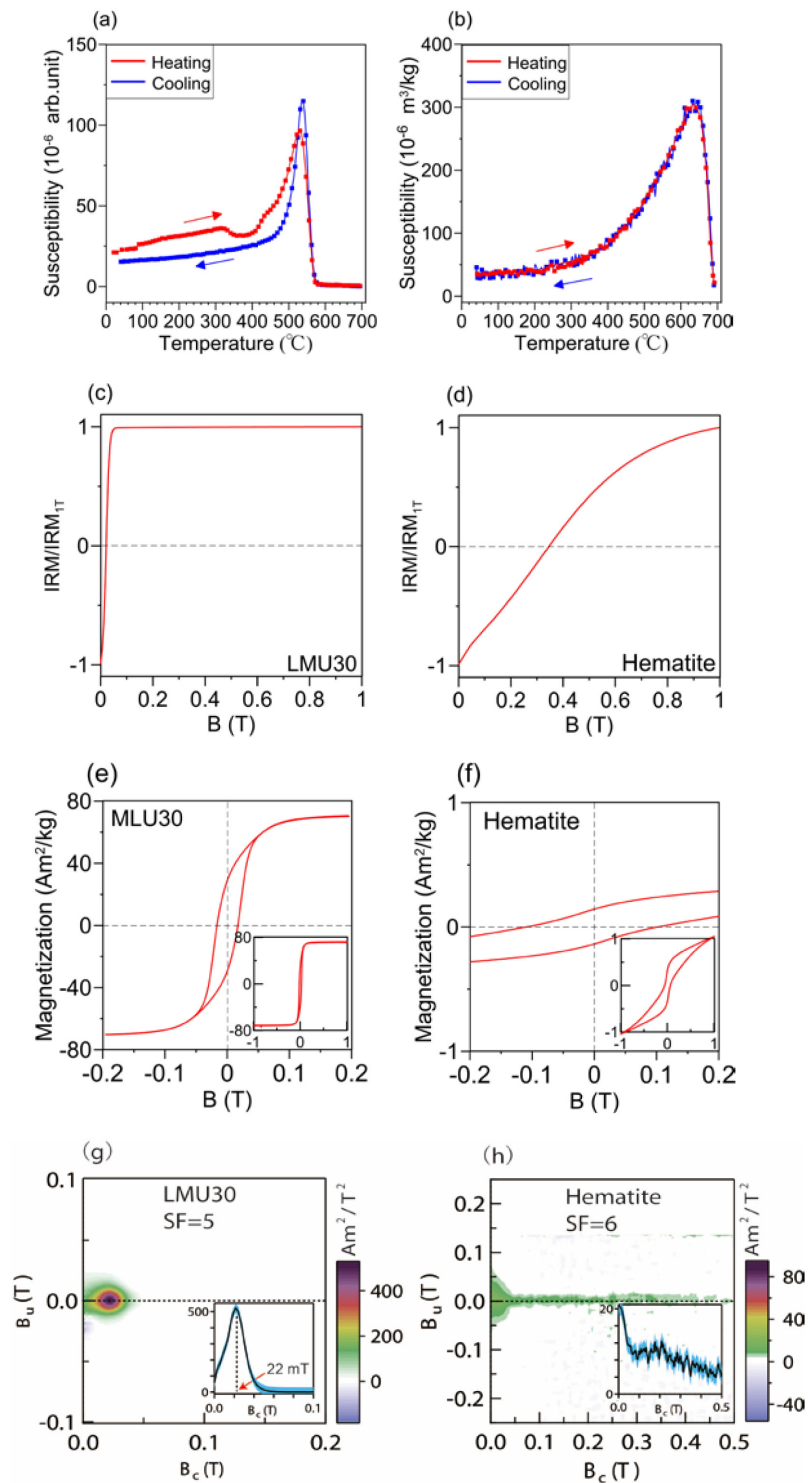 (a)
Susceptibility (10⁻⁶ arb.unit)
150
125
100
75
50
25
0
Heating
Cooling
0 100 200 300 400 500 600 700
Temperature (℃)
(b)
Susceptibility (10⁻⁶ m³/kg)
400
300
200
100
0
Heating
Cooling
0 100 200 300 400 500 600 700
Temperature (℃)
(c)
IRM/IRM1T
1
0
-1
LMU30
0 0.2 0.4 0.6 0.8 1
B (T)
(d)
IRM/IRM1T
1
0
-1
Hematite
0 0.2 0.4 0.6 0.8 1
B (T)
(e)
Magnetization (Am²/kg)
80
40
0
-40
-80
MLU30
80
0
-80
-1 0 1
-0.2 -0.1 0 0.1 0.2
B (T)
(f)
Magnetization (Am²/kg)
1
0
-1
Hematite
1
0
-1
-1 0 1
-0.2 -0.1 0 0.1 0.2
B (T)
(g)
Bu (T)
0.1
0.0
-0.1
LMU30
SF=5
500
0
22 mT
0.0 0.1
Bc (T)
0.0 0.1 0.2
Bc (T)
Am²/T²
400
200
0
(h)
Bu (T)
0.2
0.1
0.0
-0.1
-0.2
Hematite
SF=6
20
0
0.0 Bc (T) 0.5
0.0 0.1 0.2 0.3 0.4 0.5
Bc (T)
Am²/T²
80
40
0
-40